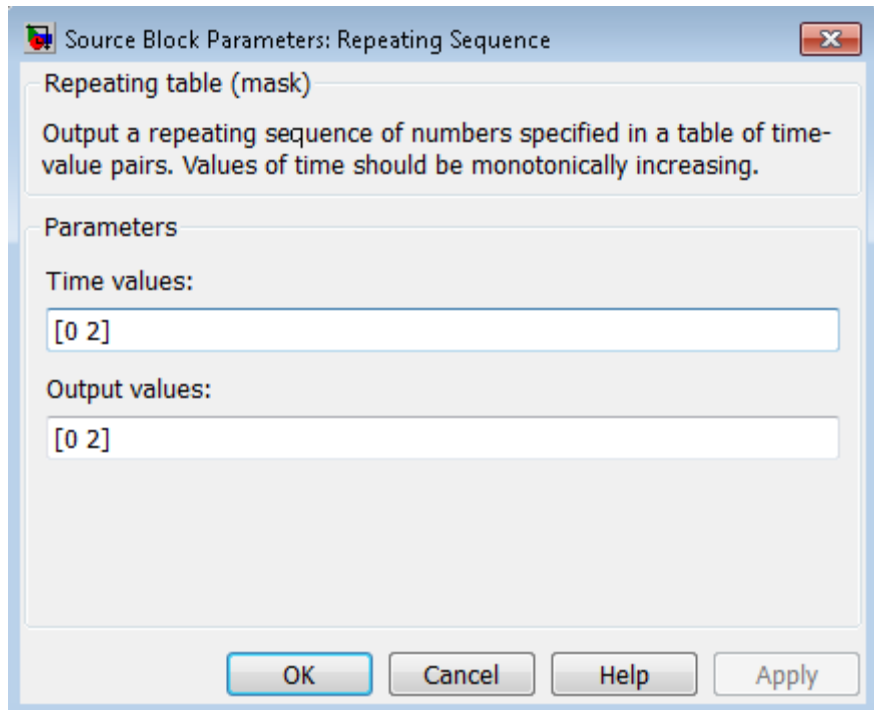 Source Block Parameters: Repeating Sequence
Repeating table (mask)
Output a repeating sequence of numbers specified in a table of time-
value pairs. Values of time should be monotonically increasing.
Parameters
Time values:
[0 2]
Output values:
[0 2]
OK Cancel Help Apply